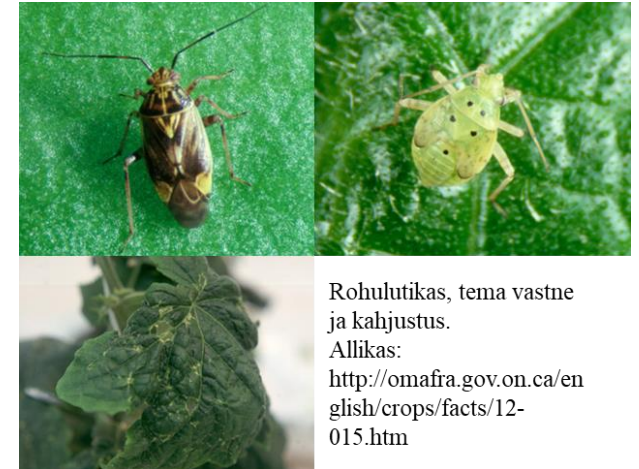 Rohulutikas, tema vastne
ja kahjustus.
Allikas:
http://omafra.gov.on.ca/en
glish/crops/facts/12-
015.htm